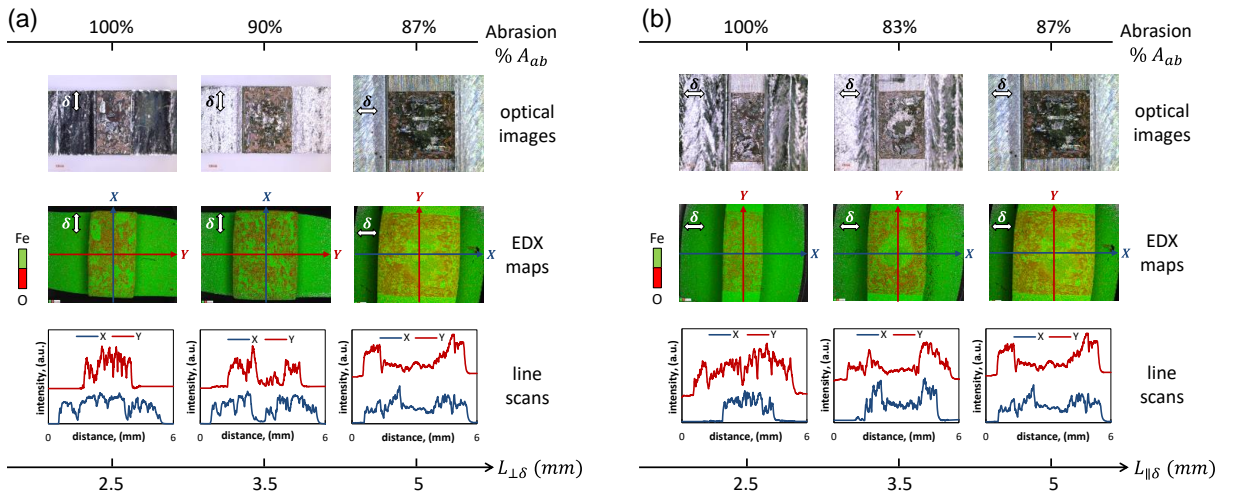 (a)
100% 90% 87% Abrasion
% A_ab
δ δ δ
optical
images
X X Y
δ δ δ
Fe
O
Y Y X
EDX
maps
X Y X Y X Y
intensity, (a.u.) intensity, (a.u.) intensity, (a.u.)
line
scans
0 6 0 6 0 6
distance, (mm) distance, (mm) distance, (mm)
L⊥δ (mm)
2.5 3.5 5
(b)
100% 83% 87% Abrasion
% A_ab
δ δ δ
optical
images
Y Y Y
δ δ δ
Fe
O
X X X
EDX
maps
X Y X Y X Y
intensity, (a.u.) intensity, (a.u.) intensity, (a.u.)
line
scans
0 6 0 6 0 6
distance, (mm) distance, (mm) distance, (mm)
L∥δ (mm)
2.5 3.5 5